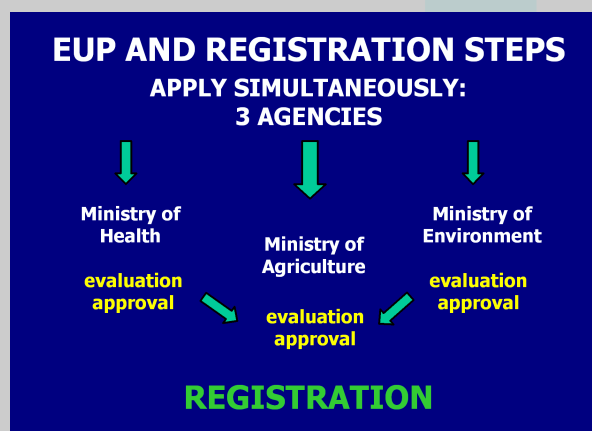 EUP AND REGISTRATION STEPS
APPLY SIMULTANEOUSLY:
3 AGENCIES
Ministry of
Health
evaluation
approval
Ministry of
Agriculture
evaluation
approval
Ministry of
Environment
evaluation
approval
REGISTRATION